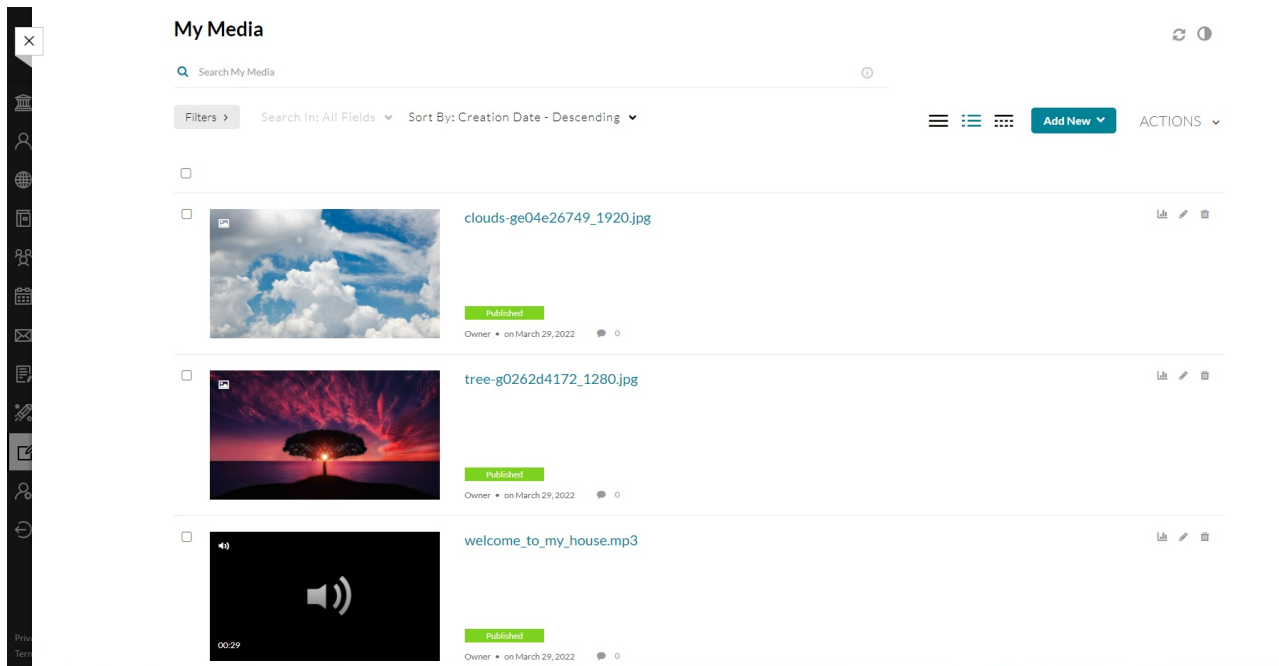 My Media
Search My Media
Filters >
Search In: All Fields
Sort By: Creation Date - Descending
Add New
ACTIONS
clouds-ge04e26749_1920.jpg
Published
Owner • on March 29, 2022 0
tree-g0262d4172_1280.jpg
Published
Owner • on March 29, 2022 0
welcome_to_my_house.mp3
00:29
Published
Owner • on March 29, 2022 0